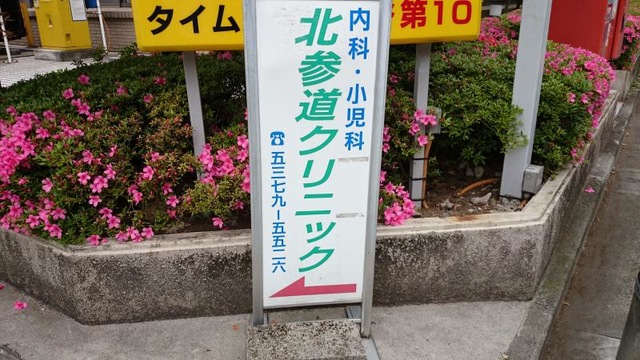 タイム
第10
内科・小児科
北参道クリニック
☎五三七九ー五五二六